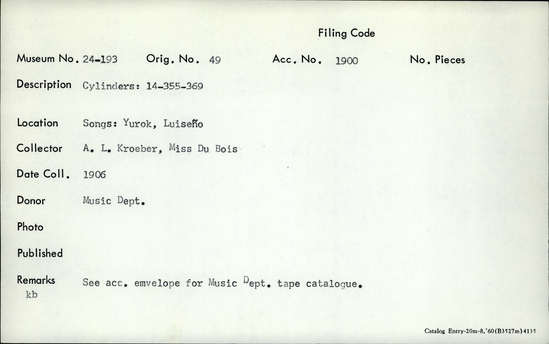 Filing Code
Museum No. 24-193 Orig. No. 49 Acc. No. 1900 No. Pieces
Description Cylinders: 14-355-369
Location Songs: Yurok, Luiseño
Collector A. L. Kroeber, Miss Du Bois
Date Coll. 1906
Donor Music Dept.
Photo
Published
Remarks See acc. emvelope for Music Dept. tape catalogue.
kb
Catalog Entry-20m-8,'60